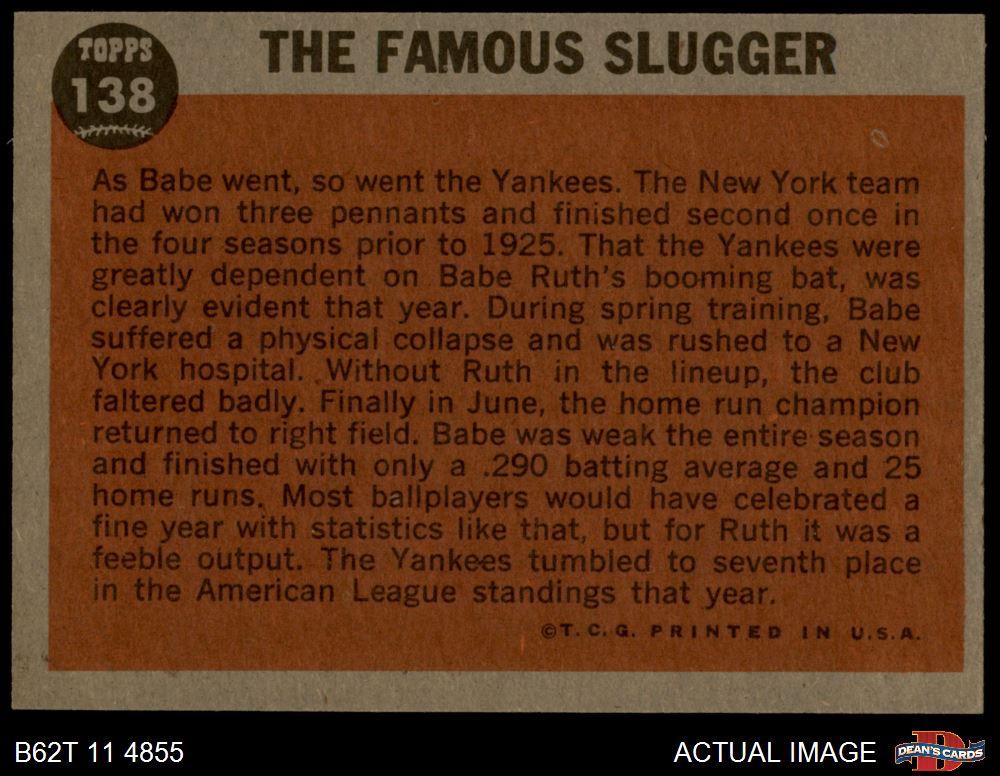 TOPPS
138
THE FAMOUS SLUGGER
As Babe went, so went the Yankees. The New York team
had won three pennants and finished second once in
the four seasons prior to 1925. That the Yankees were
greatly dependent on Babe Ruth's booming bat, was
clearly evident that year. During spring training, Babe
suffered a physical collapse and was rushed to a New
York hospital. Without Ruth in the lineup, the club
faltered badly. Finally in June, the home run champion
returned to right field. Babe was weak the entire season
and finished with only a .290 batting average and 25
home runs. Most ballplayers would have celebrated a
fine year with statistics like that, but for Ruth it was a
feeble output. The Yankees tumbled to seventh place
in the American League standings that year.
©T. C. G. PRINTED IN U.S.A.
B62T 11 4855
ACTUAL IMAGE
D
DEAN'S CARDS